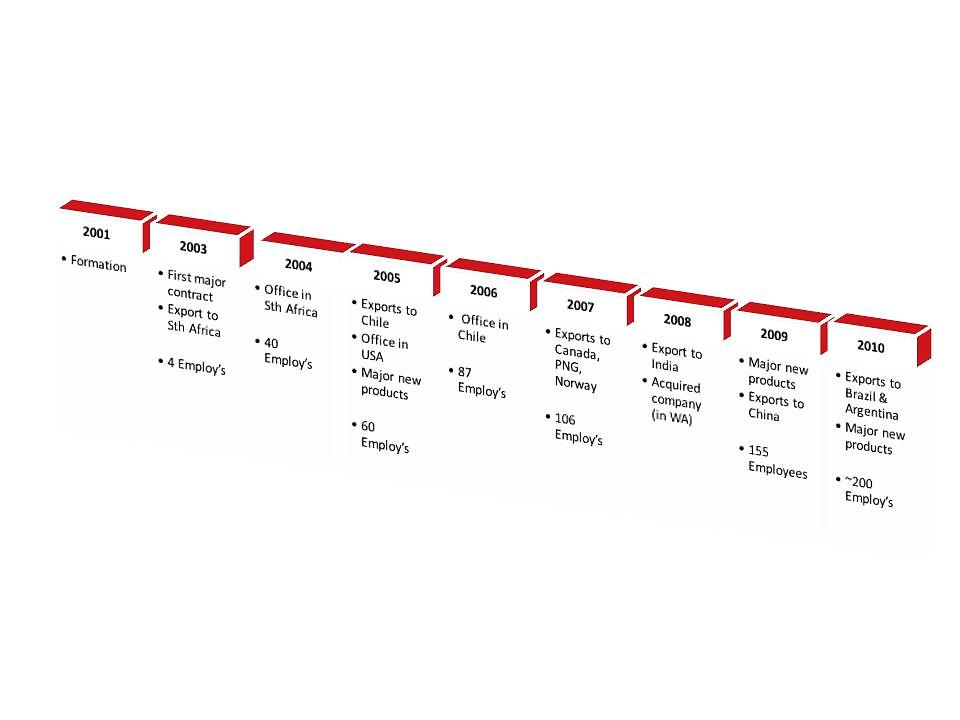 2001
• Formation
2003
• First major
contract
• Export to
Sth Africa
• 4 Employ's
2004
• Office in
Sth Africa
• 40
Employ's
2005
• Exports to
Chile
• Office in
USA
• Major new
products
• 60
Employ's
2006
• Office in
Chile
• 87
Employ's
2007
• Exports to
Canada,
PNG,
Norway
• 106
Employ's
2008
• Export to
India
• Acquired
company
(in WA)
2009
• Major new
products
• Exports to
China
• 155
Employees
2010
• Exports to
Brazil &
Argentina
• Major new
products
• ~200
Employ's